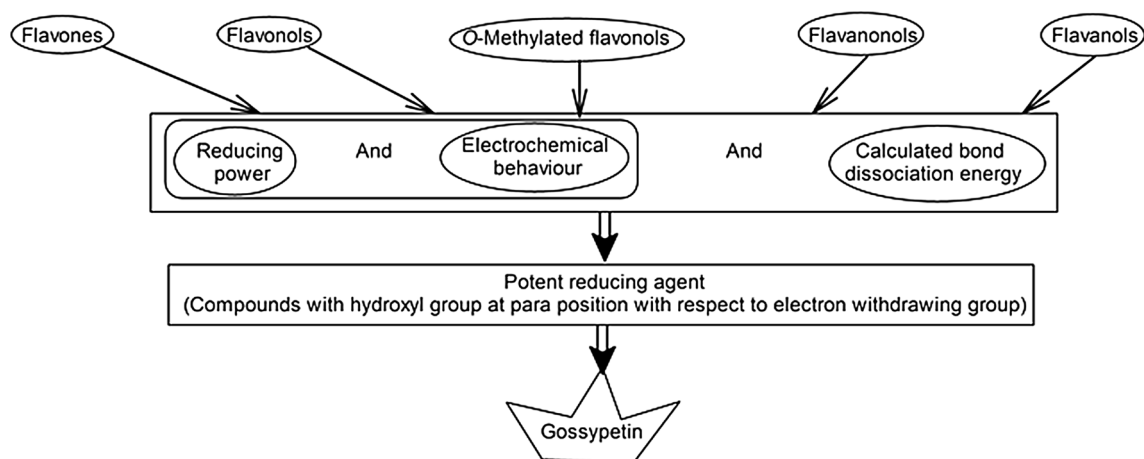 Flavones
Flavonols
O-Methylated flavonols
Flavanonols
Flavanols
Reducing
power
And
Electrochemical
behaviour
And
Calculated bond
dissociation energy
Potent reducing agent
(Compounds with hydroxyl group at para position with respect to electron withdrawing group)
Gossypetin